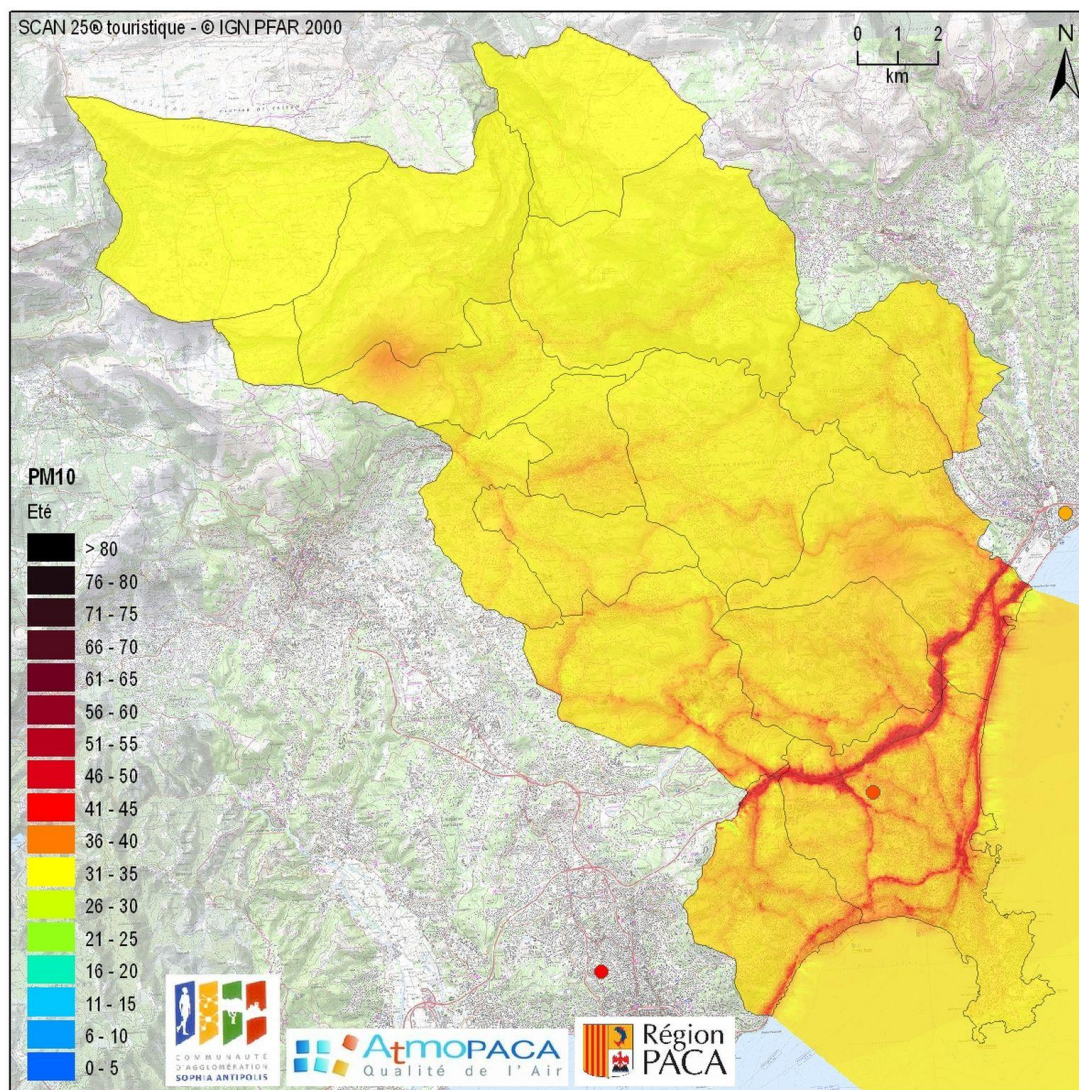 SCAN 25® touristique - © IGN PFAR 2000
0 1 2
km
N
PM10
Eté
> 80
76 - 80
71 - 75
66 - 70
61 - 65
56 - 60
51 - 55
46 - 50
41 - 45
36 - 40
31 - 35
26 - 30
21 - 25
16 - 20
11 - 15
6 - 10
0 - 5
COMMUNAUTÉ
D'AGGLOMÉRATION
SOPHIA ANTIPOLIS
AtmoPACA
Qualité de l'Air
Région
PACA